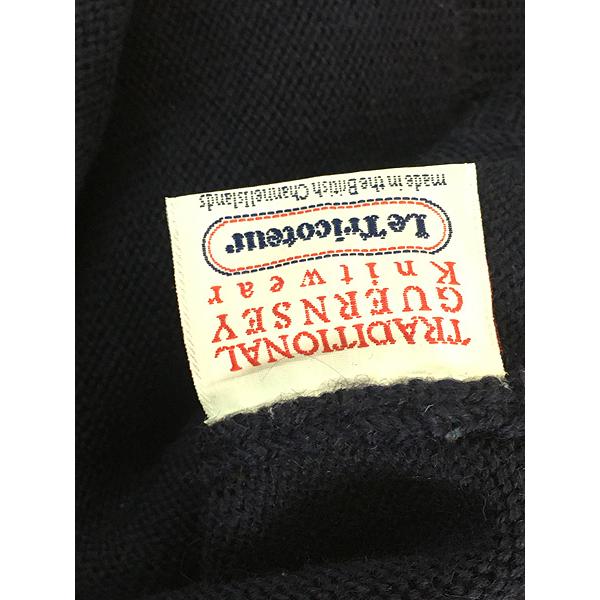 TRADITIONAL
GUERNSEY
Knitwear
Le Tricoteur
made in the British Channel Islands